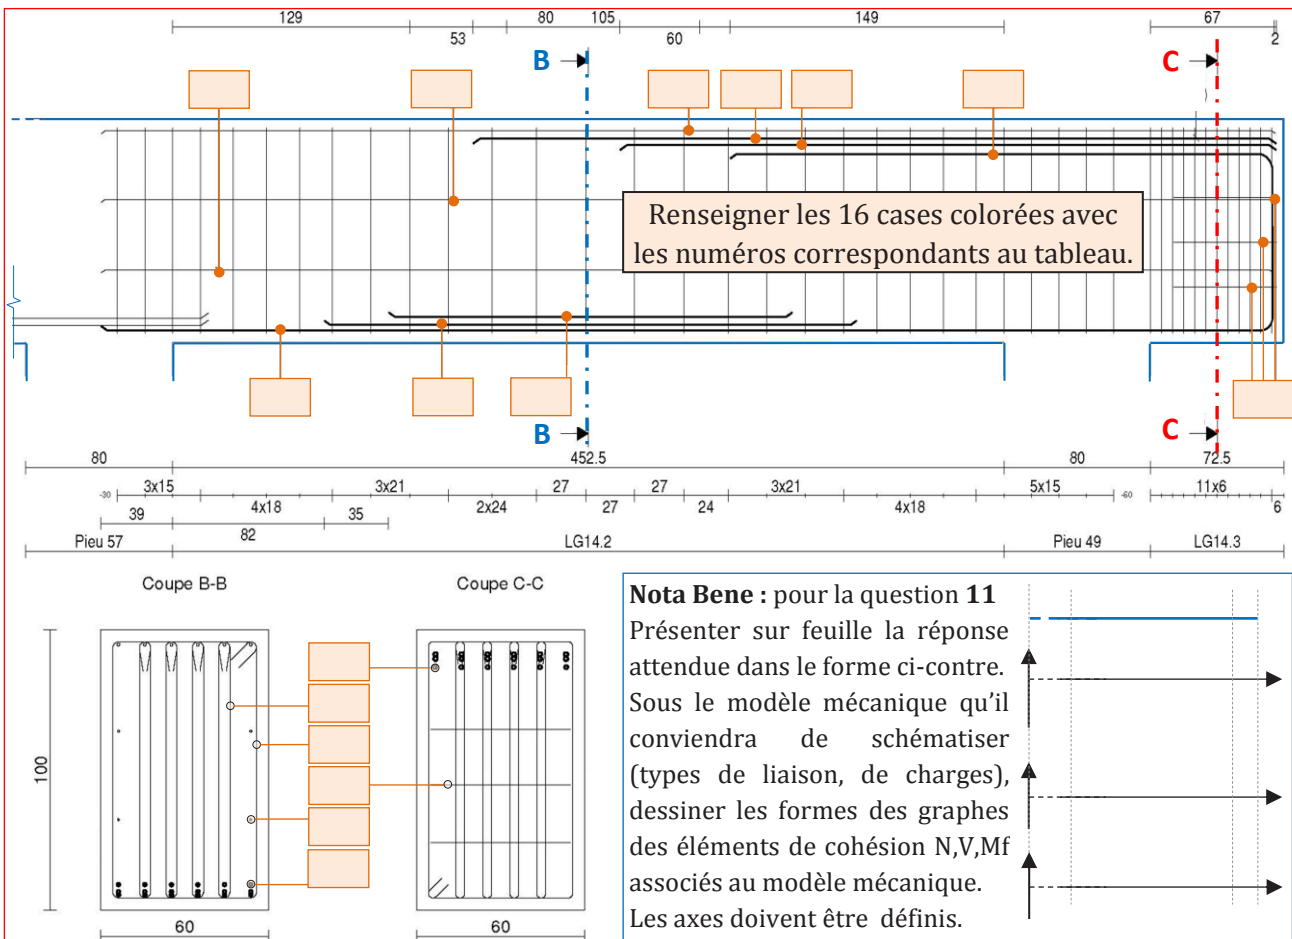 129
80
105
149
67
53
60
2
B
C
Renseigner les 16 cases colorées avec
les numéros correspondants au tableau.
B
C
80
452.5
80
72.5
-30
3x15
3x21
27
27
3x21
5x15
-60
11x6
4x18
2x24
27
24
4x18
6
39
35
82
Pieu 57
LG14.2
Pieu 49
LG14.3
Coupe B-B
Coupe C-C
100
60
60
Nota Bene : pour la question 11
Présenter sur feuille la réponse
attendue dans le forme ci-contre.
Sous le modèle mécanique qu’il
conviendra de schématiser
(types de liaison, de charges),
dessiner les formes des graphes
des éléments de cohésion N,V,Mf
associés au modèle mécanique.
Les axes doivent être définis.